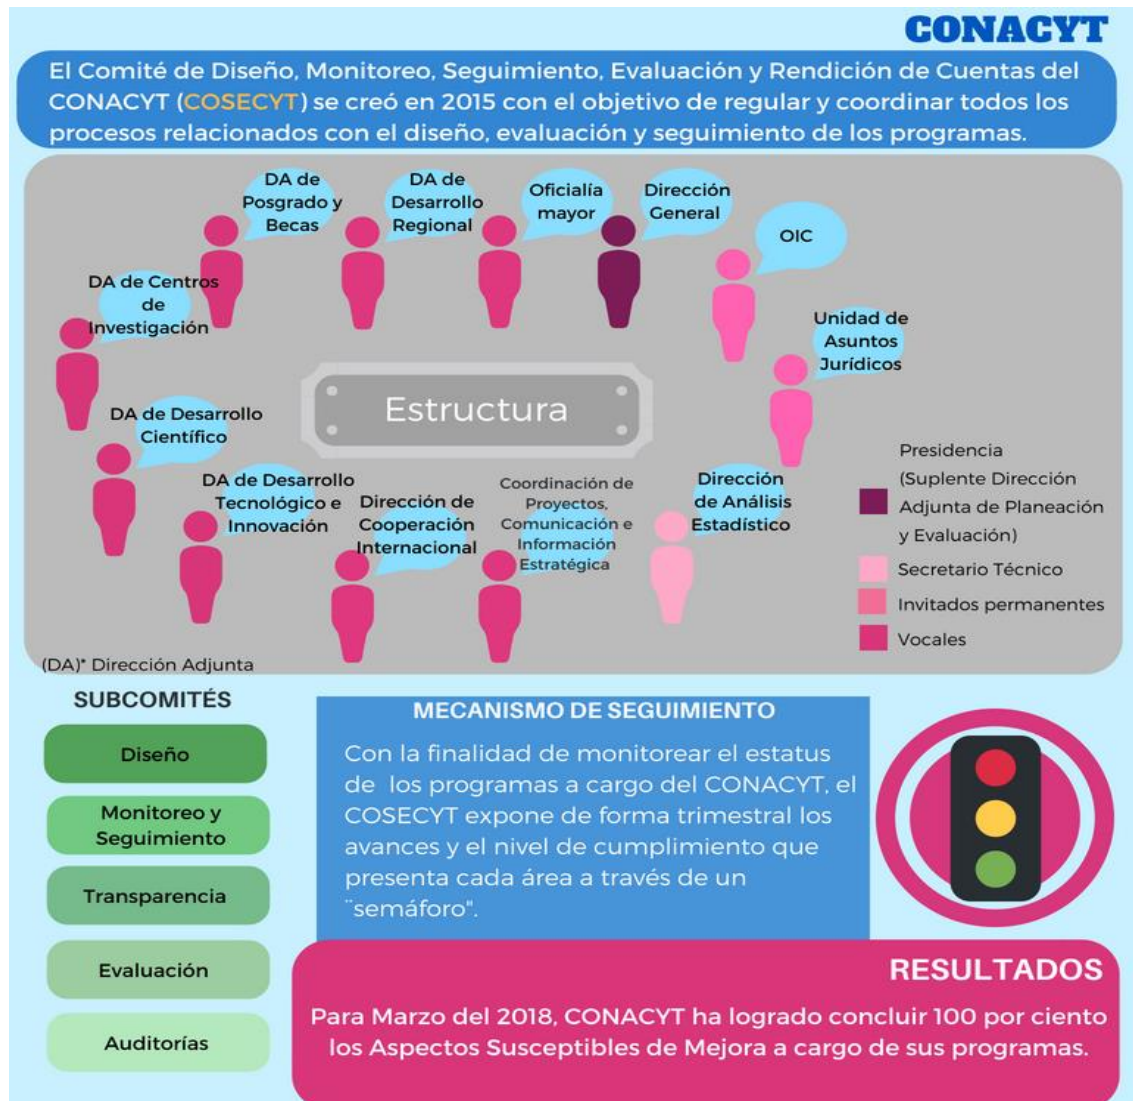 CONACYT
El Comité de Diseño, Monitoreo, Seguimiento, Evaluación y Rendición de Cuentas del
CONACYT (COSECYT) se creó en 2015 con el objetivo de regular y coordinar todos los
procesos relacionados con el diseño, evaluación y seguimiento de los programas.
DA de
Posgrado y
Becas
DA de
Desarrollo
Regional
Oficialía
mayor
Dirección
General
OIC
DA de Centros
de
Investigación
Unidad de
Asuntos
Jurídicos
Estructura
DA de Desarrollo
Científico
DA de Desarrollo
Tecnológico e
Innovación
Dirección de
Cooperación
Internacional
Coordinación de
Proyectos,
Comunicación e
Información
Estratégica
Dirección
de Análisis
Estadístico
Presidencia
(Suplente Dirección
Adjunta de Planeación
y Evaluación)
Secretario Técnico
Invitados permanentes
Vocales
(DA)* Dirección Adjunta
SUBCOMITÉS
Diseño
Monitoreo y
Seguimiento
Transparencia
Evaluación
Auditorías
MECANISMO DE SEGUIMIENTO
Con la finalidad de monitorear el estatus
de los programas a cargo del CONACYT, el
COSECYT expone de forma trimestral los
avances y el nivel de cumplimiento que
presenta cada área a través de un
¨semáforo".
RESULTADOS
Para Marzo del 2018, CONACYT ha logrado concluir 100 por ciento
los Aspectos Susceptibles de Mejora a cargo de sus programas.